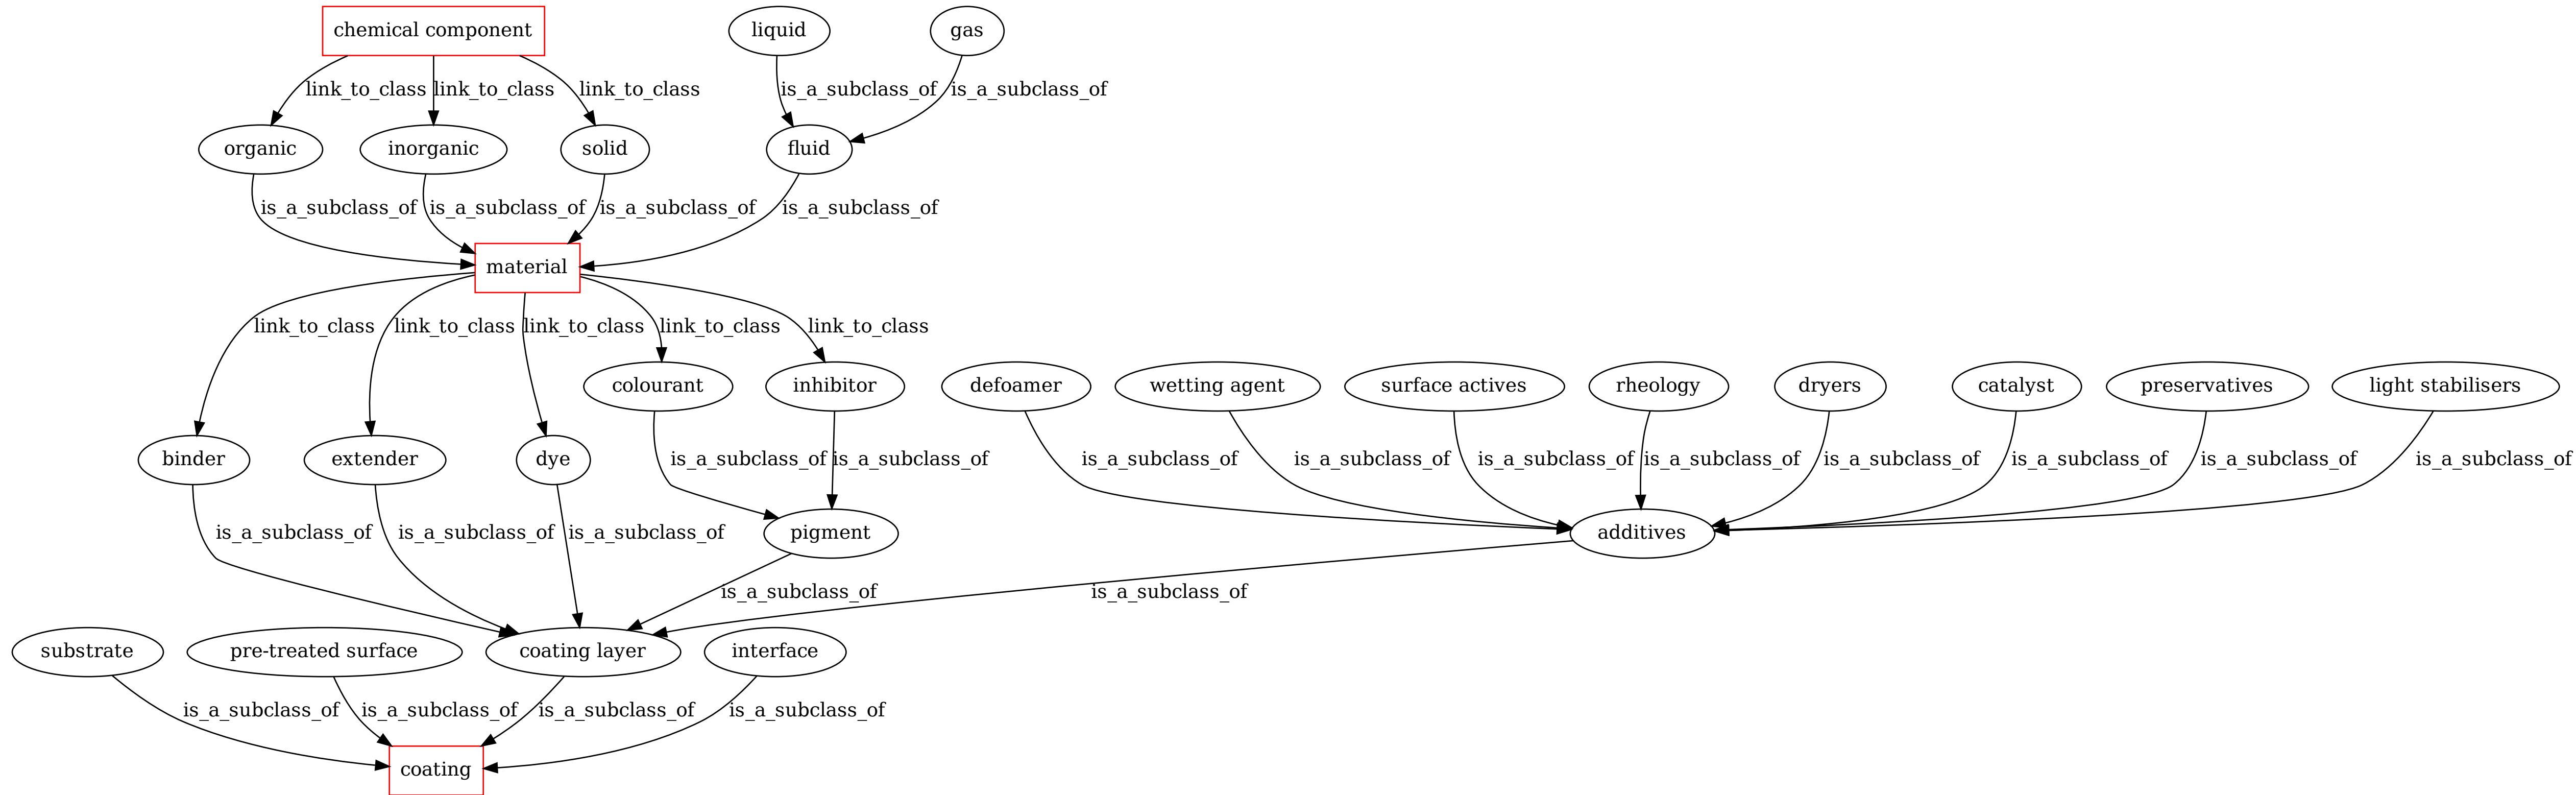 chemical component
liquid
gas
link_to_class
link_to_class
link_to_class
is_a_subclass_of
is_a_subclass_of
organic
inorganic
solid
fluid
is_a_subclass_of
is_a_subclass_of
is_a_subclass_of
is_a_subclass_of
material
link_to_class
link_to_class
link_to_class
link_to_class
link_to_class
colourant
inhibitor
defoamer
wetting agent
surface actives
rheology
dryers
catalyst
preservatives
light stabilisers
binder
extender
dye
is_a_subclass_of
is_a_subclass_of
is_a_subclass_of
is_a_subclass_of
is_a_subclass_of
is_a_subclass_of
is_a_subclass_of
is_a_subclass_of
is_a_subclass_of
is_a_subclass_of
is_a_subclass_of
is_a_subclass_of
is_a_subclass_of
pigment
additives
is_a_subclass_of
is_a_subclass_of
substrate
pre-treated surface
coating layer
interface
is_a_subclass_of
is_a_subclass_of
is_a_subclass_of
is_a_subclass_of
coating